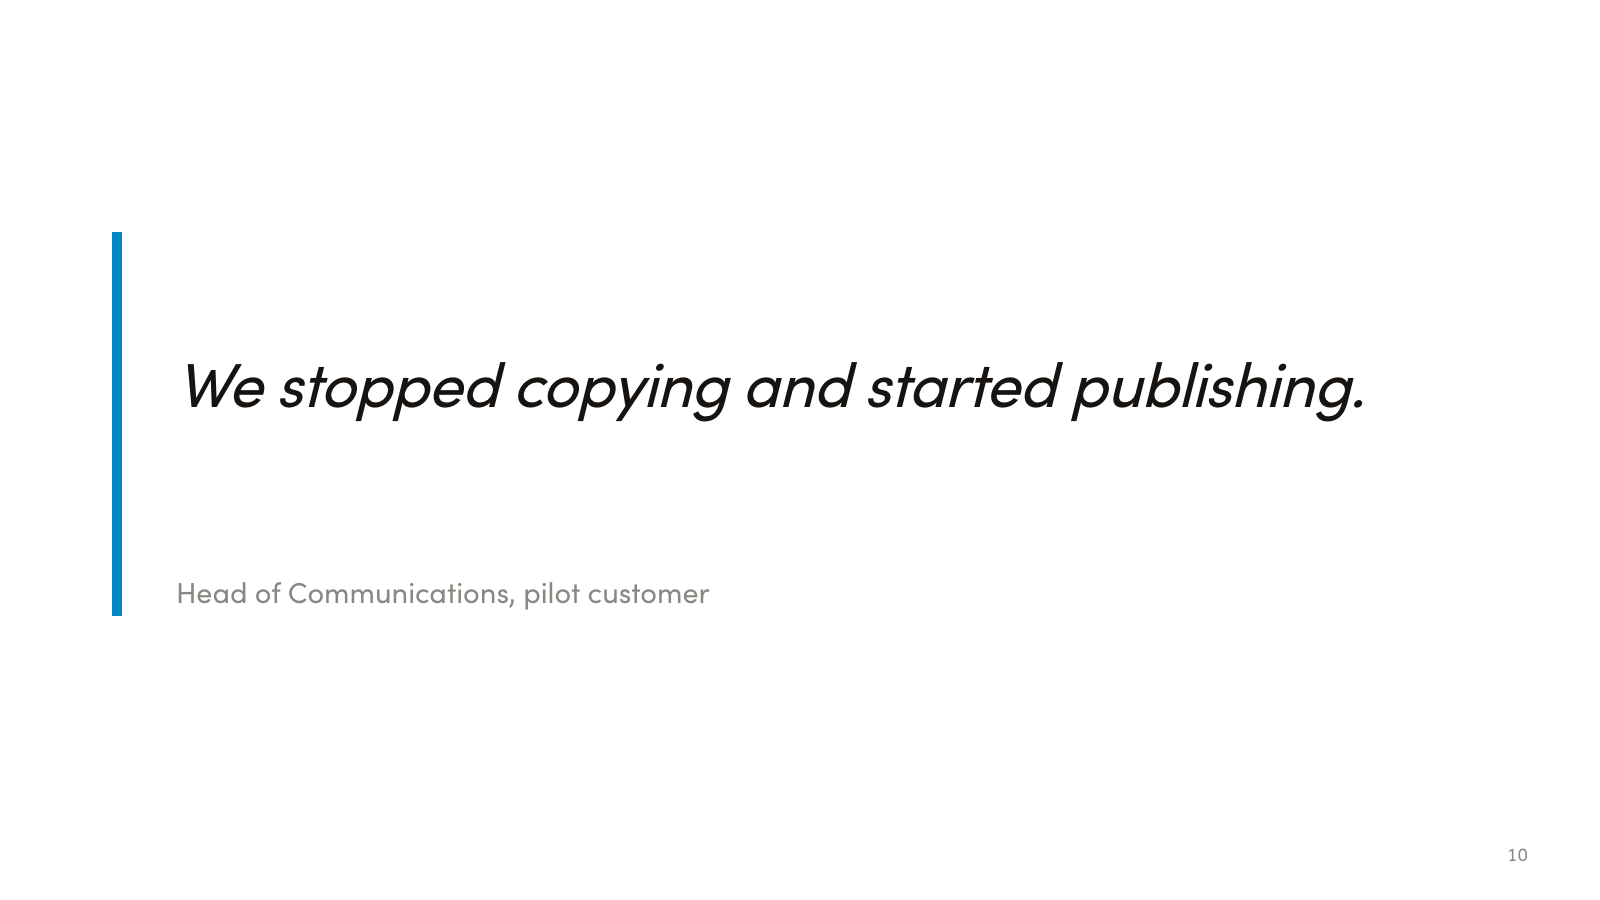 We stopped copying and started publishing.
Head of Communications, pilot customer
10